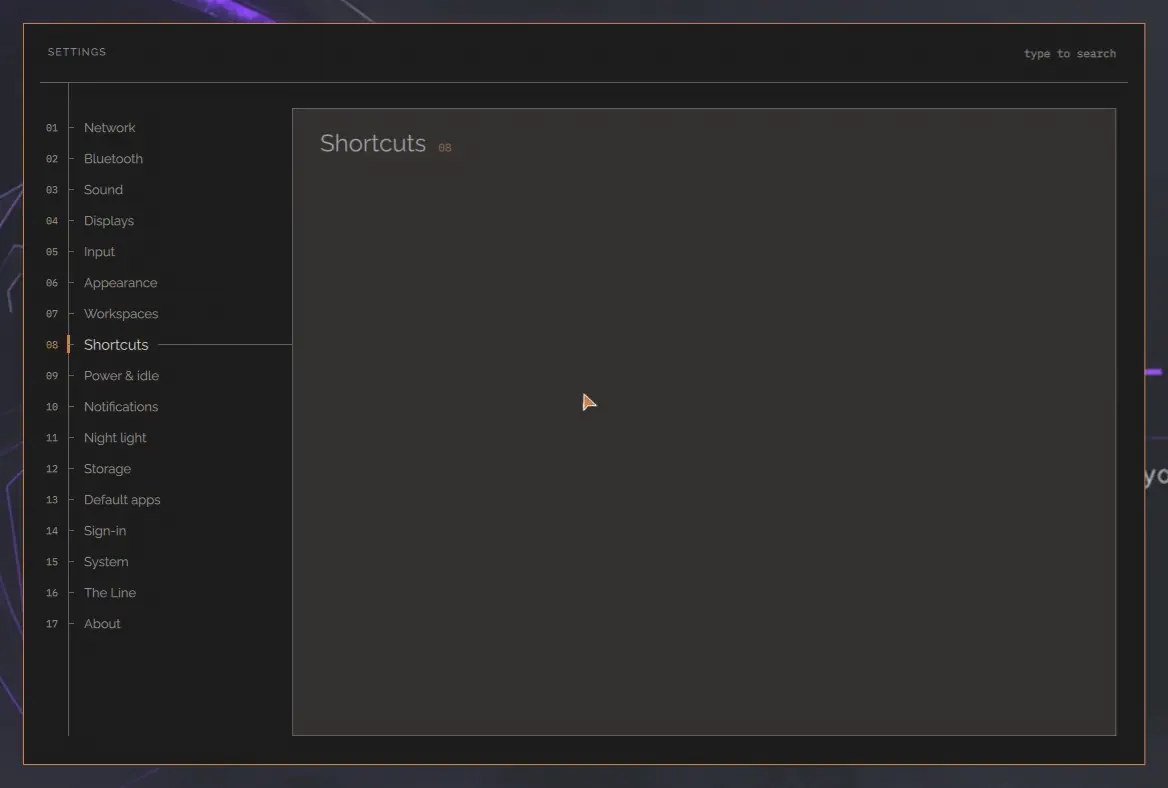 SETTINGS
type to search
01 Network
02 Bluetooth
03 Sound
04 Displays
05 Input
06 Appearance
07 Workspaces
08 Shortcuts
09 Power & idle
10 Notifications
11 Night light
12 Storage
13 Default apps
14 Sign-in
15 System
16 The Line
17 About
Shortcuts 08
yo